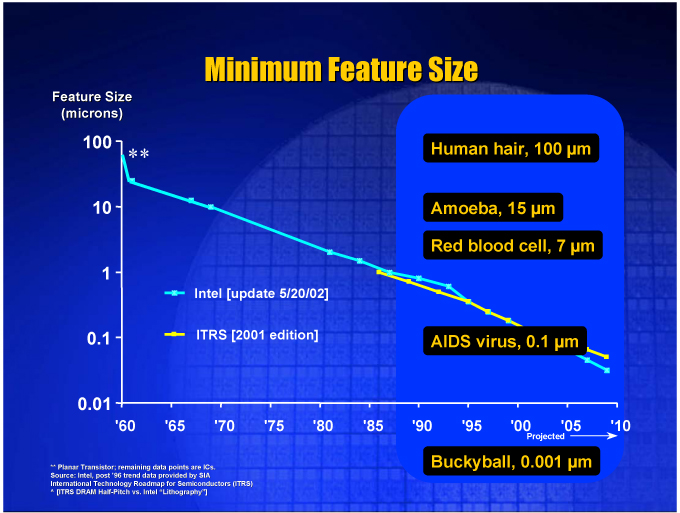 Minimum Feature Size
Feature Size
(microns)
100
10
1
0.1
0.01
**
Human hair, 100 µm
Amoeba, 15 µm
Red blood cell, 7 µm
Intel [update 5/20/02]
ITRS [2001 edition]
AIDS virus, 0.1 µm
'60 '65 '70 '75 '80 '85 '90 '95 '00 '05 '10
Projected
Buckyball, 0.001 µm
** Planar Transistor; remaining data points are ICs.
Source: Intel, post '96 trend data provided by SIA
International Technology Roadmap for Semiconductors (ITRS)
^ [ITRS DRAM Half-Pitch vs. Intel “Lithography”]